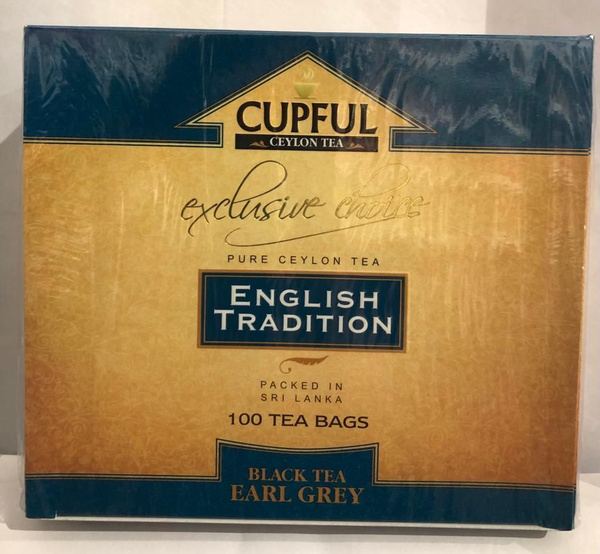 CUPFUL
CEYLON TEA
exclusive choice
PURE CEYLON TEA
ENGLISH
TRADITION
PACKED IN
SRI LANKA
100 TEA BAGS
BLACK TEA
EARL GREY